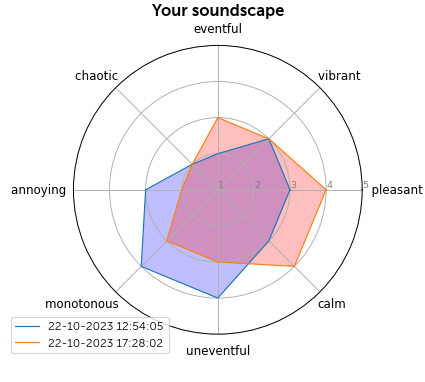 Your soundscape
eventful
chaotic
vibrant
annoying
1 2 3 4 5
pleasant
monotonous
calm
22-10-2023 12:54:05
22-10-2023 17:28:02
uneventful